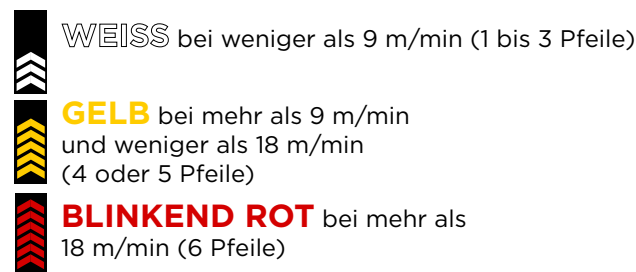 WEISS bei weniger als 9 m/min (1 bis 3 Pfeile)
GELB bei mehr als 9 m/min
und weniger als 18 m/min
(4 oder 5 Pfeile)
BLINKEND ROT bei mehr als
18 m/min (6 Pfeile)